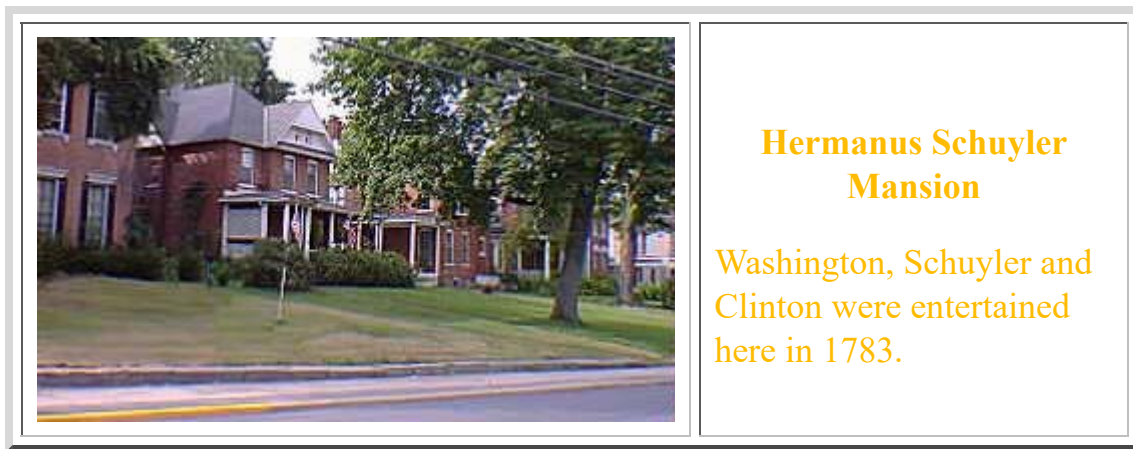 Hermanus Schuyler
Mansion
Washington, Schuyler and
Clinton were entertained
here in 1783.